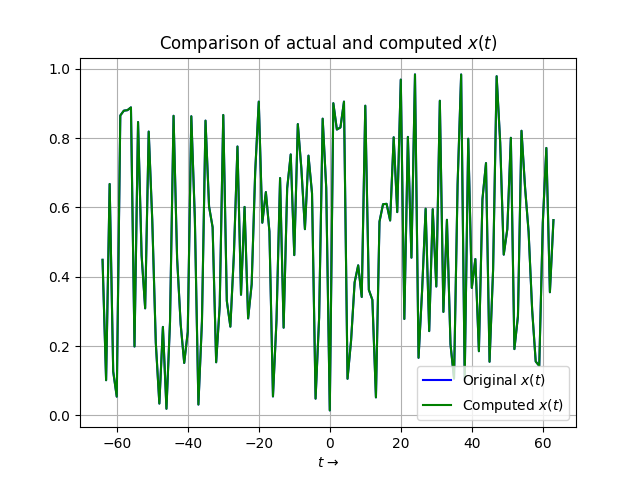 Comparison of actual and computed x(t)
1.0
0.8
0.6
0.4
0.2
0.0
Original x(t)
Computed x(t)
−60 −40 −20 0 20 40 60
t →